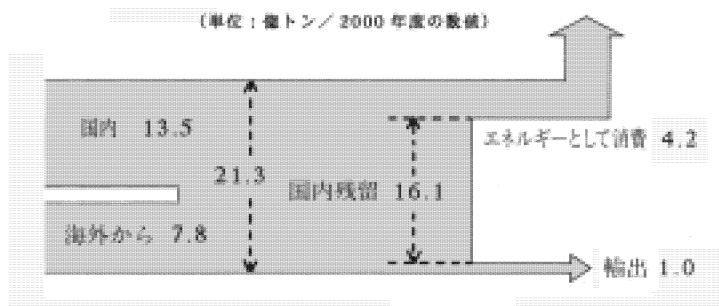 (単位：億トン／2000年度の数値)
国内 13.5
21.3
国内残留 16.1
エネルギーとして消費 4.2
海外から 7.8
輸出 1.0